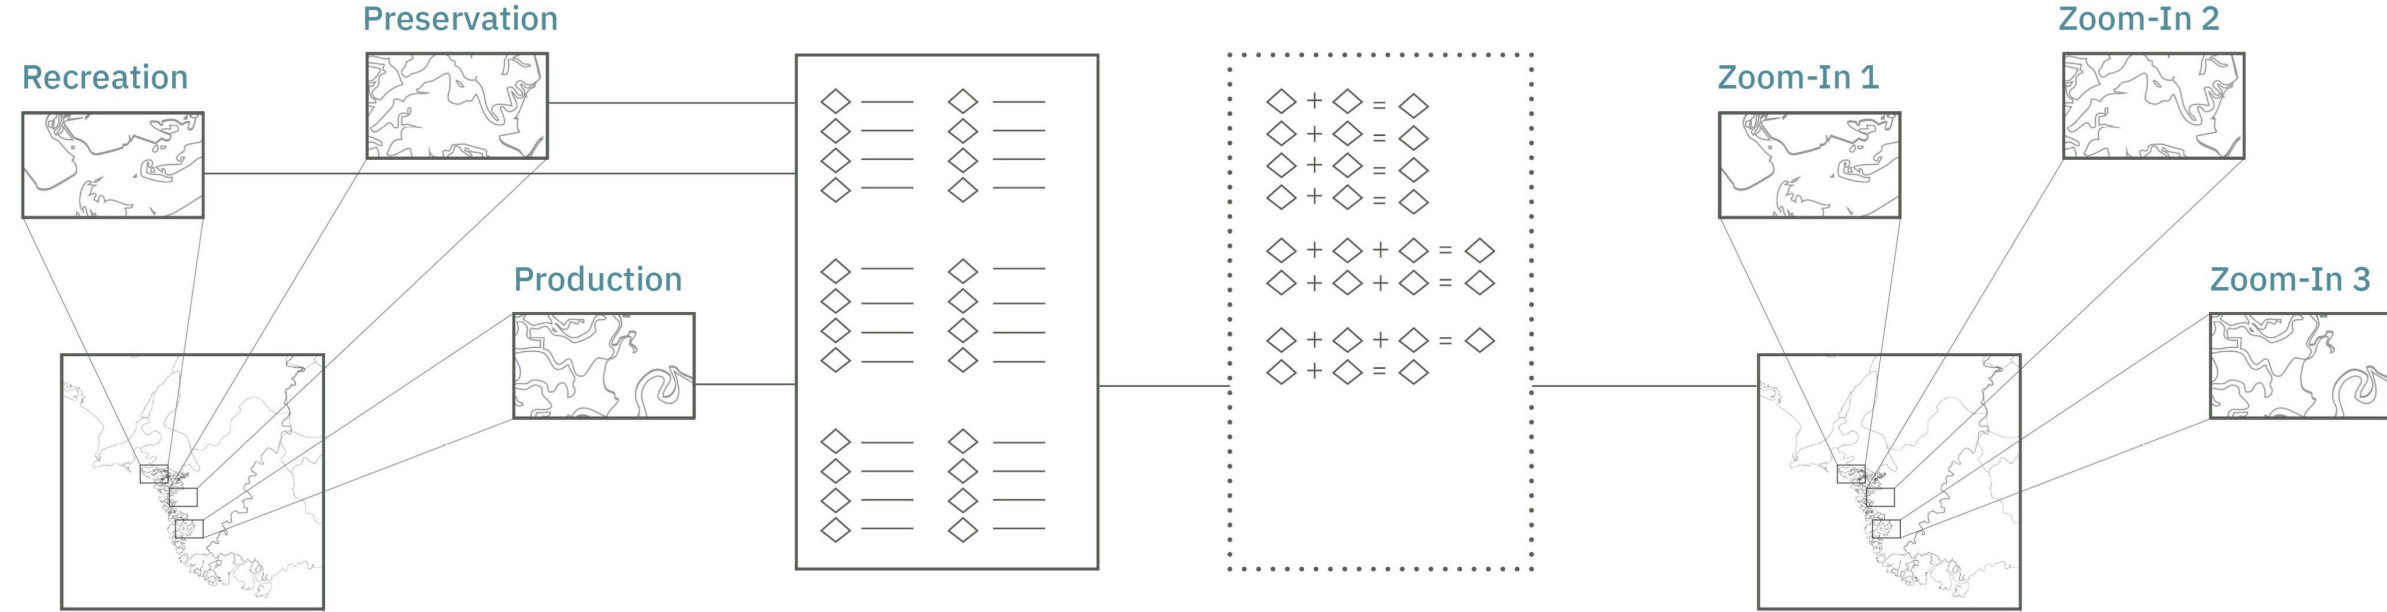 Preservation
Recreation
Production
◇ + ◇ = ◇
◇ + ◇ = ◇
◇ + ◇ = ◇
◇ + ◇ = ◇
◇ + ◇ + ◇ = ◇
◇ + ◇ + ◇ = ◇
◇ + ◇ + ◇ = ◇
◇ + ◇ = ◇
Zoom-In 2
Zoom-In 1
Zoom-In 3